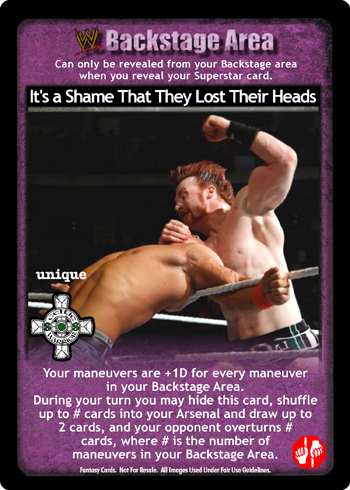 W Backstage Area
Can only be revealed from your Backstage area
when you reveal your Superstar card.
It's a Shame That They Lost Their Heads
unique
CELTIC
S S
WARRIOR
Your maneuvers are +1D for every maneuver
in your Backstage Area.
During your turn you may hide this card, shuffle
up to # cards into your Arsenal and draw up to
2 cards, and your opponent overturns #
cards, where # is the number of
maneuvers in your Backstage Area.
Fantasy Cards. Not For Resale. All Images Used Under Fair Use Guidelines.